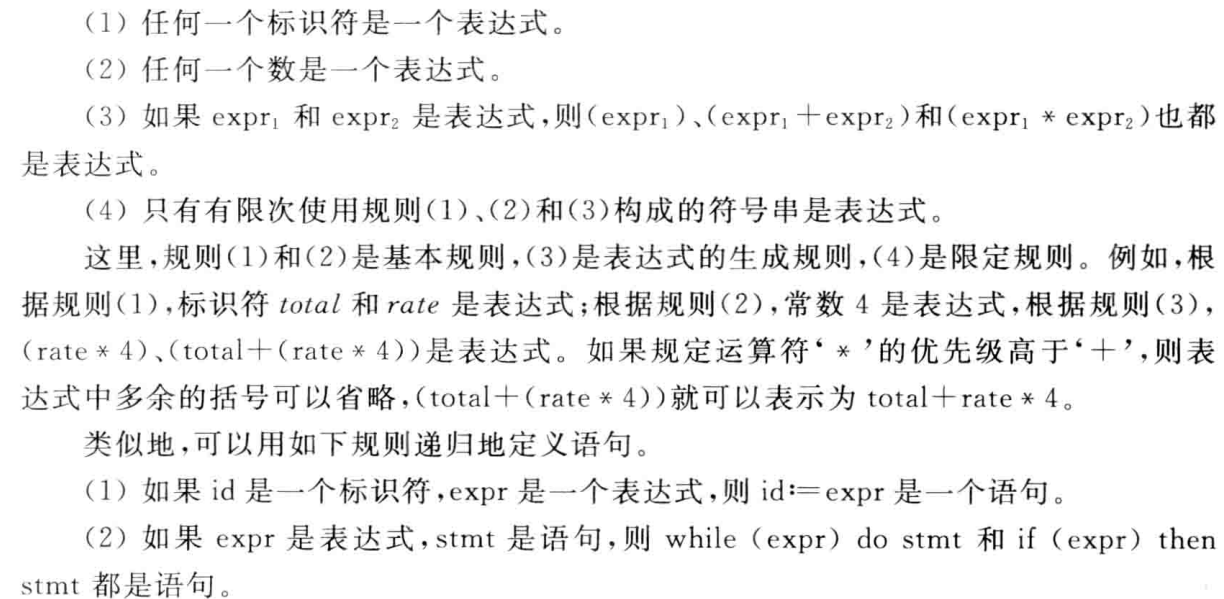 (1) 任何一个标识符是一个表达式。
(2) 任何一个数是一个表达式。
(3) 如果 expr₁ 和 expr₂ 是表达式,则(expr₁)、(expr₁+expr₂)和(expr₁ * expr₂)也都
是表达式。
(4) 只有有限次使用规则(1)、(2)和(3)构成的符号串是表达式。
这里,规则(1)和(2)是基本规则,(3)是表达式的生成规则,(4)是限定规则。例如,根
据规则(1),标识符 total 和 rate 是表达式;根据规则(2),常数 4 是表达式,根据规则(3),
(rate * 4)、(total+(rate * 4))是表达式。如果规定运算符‘ * ’的优先级高于‘+’,则表
达式中多余的括号可以省略,(total+(rate * 4))就可以表示为 total+rate * 4。
类似地,可以用如下规则递归地定义语句。
(1) 如果 id 是一个标识符,expr 是一个表达式,则 id:=expr 是一个语句。
(2) 如果 expr 是表达式,stmt 是语句,则 while (expr) do stmt 和 if (expr) then
stmt 都是语句。